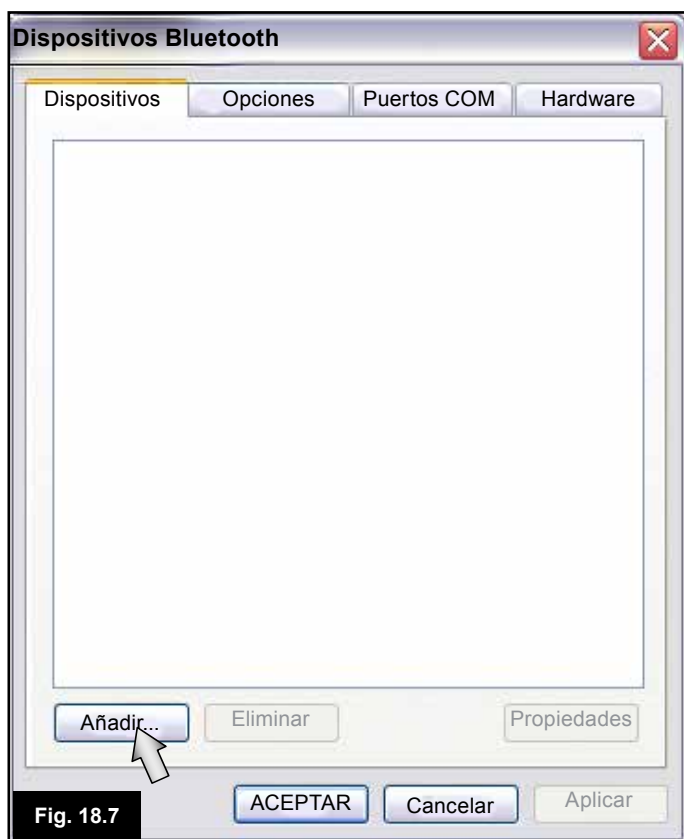 Dispositivos Bluetooth
Dispositivos Opciones Puertos COM Hardware
Añadir... Eliminar Propiedades
Fig. 18.7 ACEPTAR Cancelar Aplicar